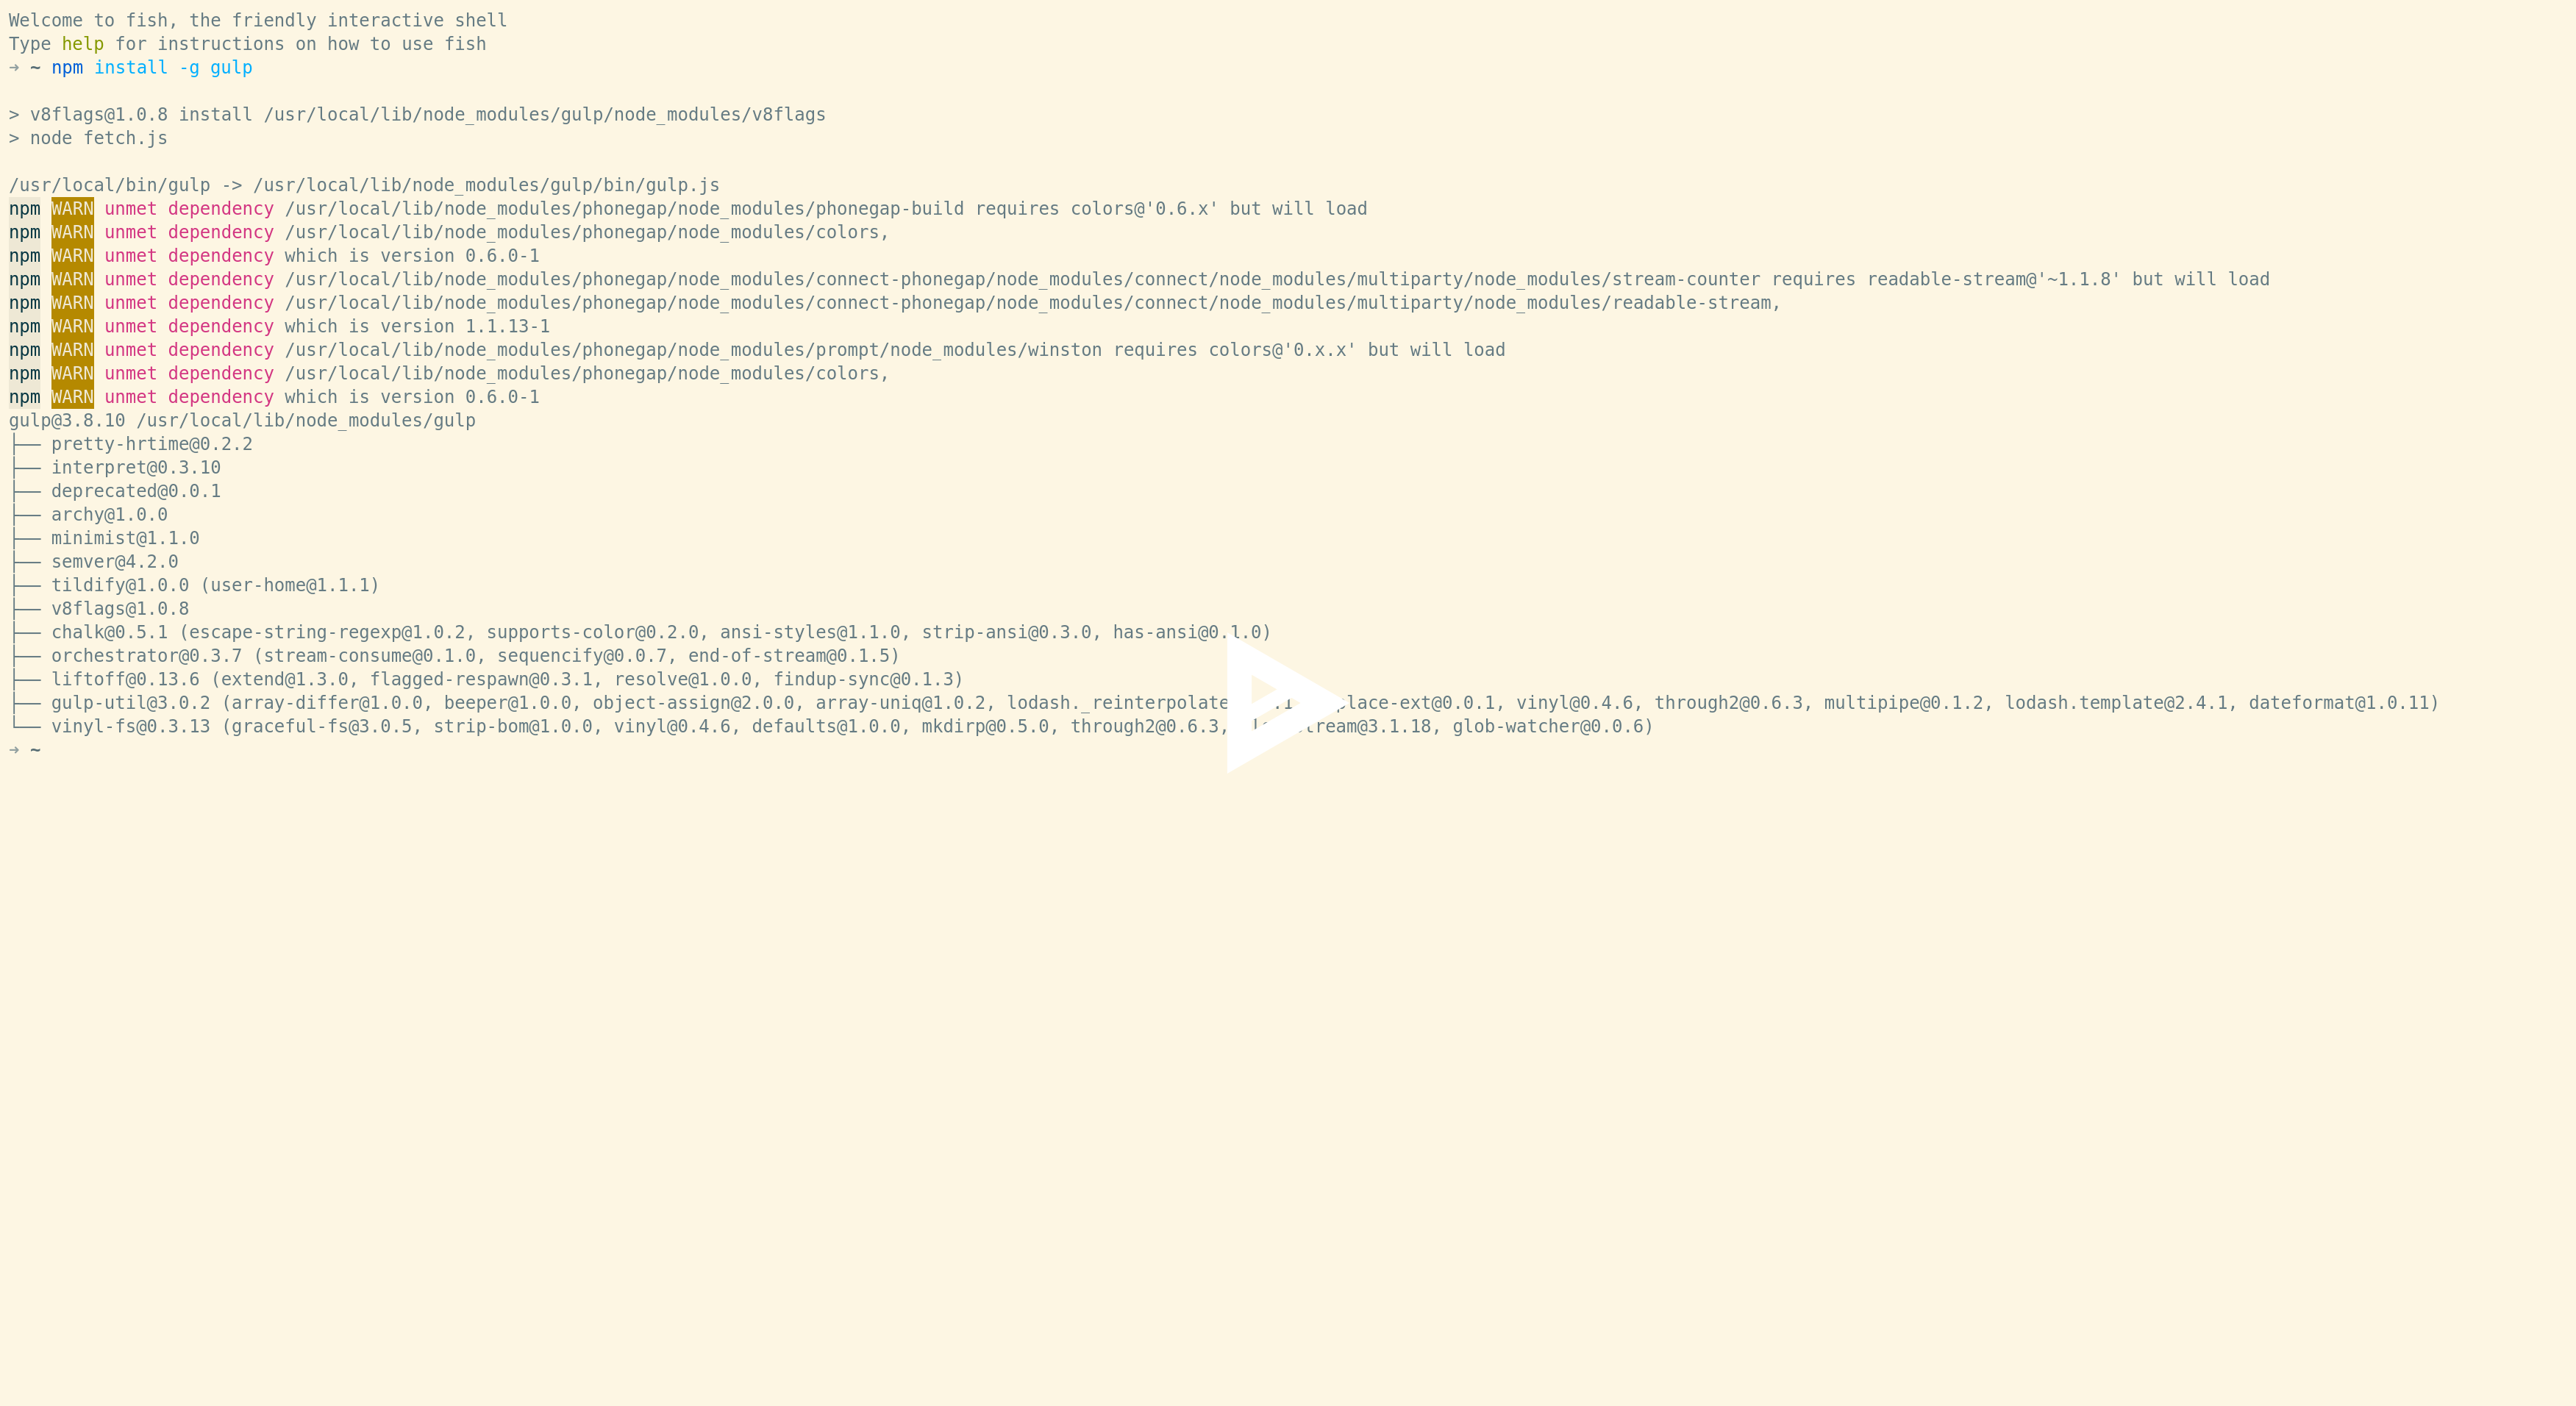 Welcome to fish, the friendly interactive shell
Type help for instructions on how to use fish
➜ ~ npm install -g gulp
> v8flags@1.0.8 install /usr/local/lib/node_modules/gulp/node_modules/v8flags
> node fetch.js
/usr/local/bin/gulp -> /usr/local/lib/node_modules/gulp/bin/gulp.js
npm WARN unmet dependency /usr/local/lib/node_modules/phonegap/node_modules/phonegap-build requires colors@'0.6.x' but will load
npm WARN unmet dependency /usr/local/lib/node_modules/phonegap/node_modules/colors,
npm WARN unmet dependency which is version 0.6.0-1
npm WARN unmet dependency /usr/local/lib/node_modules/phonegap/node_modules/connect-phonegap/node_modules/connect/node_modules/multiparty/node_modules/stream-counter requires readable-stream@'~1.1.8' but will load
npm WARN unmet dependency /usr/local/lib/node_modules/phonegap/node_modules/connect-phonegap/node_modules/connect/node_modules/multiparty/node_modules/readable-stream,
npm WARN unmet dependency which is version 1.1.13-1
npm WARN unmet dependency /usr/local/lib/node_modules/phonegap/node_modules/prompt/node_modules/winston requires colors@'0.x.x' but will load
npm WARN unmet dependency /usr/local/lib/node_modules/phonegap/node_modules/colors,
npm WARN unmet dependency which is version 0.6.0-1
gulp@3.8.10 /usr/local/lib/node_modules/gulp
├── pretty-hrtime@0.2.2
├── interpret@0.3.10
├── deprecated@0.0.1
├── archy@1.0.0
├── minimist@1.1.0
├── semver@4.2.0
├── tildify@1.0.0 (user-home@1.1.1)
├── v8flags@1.0.8
├── chalk@0.5.1 (escape-string-regexp@1.0.2, supports-color@0.2.0, ansi-styles@1.1.0, strip-ansi@0.3.0, has-ansi@0.1.0)
├── orchestrator@0.3.7 (stream-consume@0.1.0, sequencify@0.0.7, end-of-stream@0.1.5)
├── liftoff@0.13.6 (extend@1.3.0, flagged-respawn@0.3.1, resolve@1.0.0, findup-sync@0.1.3)
├── gulp-util@3.0.2 (array-differ@1.0.0, beeper@1.0.0, object-assign@2.0.0, array-uniq@1.0.2, vinyl@0.4.6, through2@0.6.3, multipipe@0.1.2, lodash.template@2.4.1, dateformat@1.0.11)
└── vinyl-fs@0.3.13 (graceful-fs@3.0.5, strip-bom@1.0.0, vinyl@0.4.6, defaults@1.0.0, mkdirp@0.5.0, through2@0.6.3, glob-watcher@0.0.6)
➜ ~